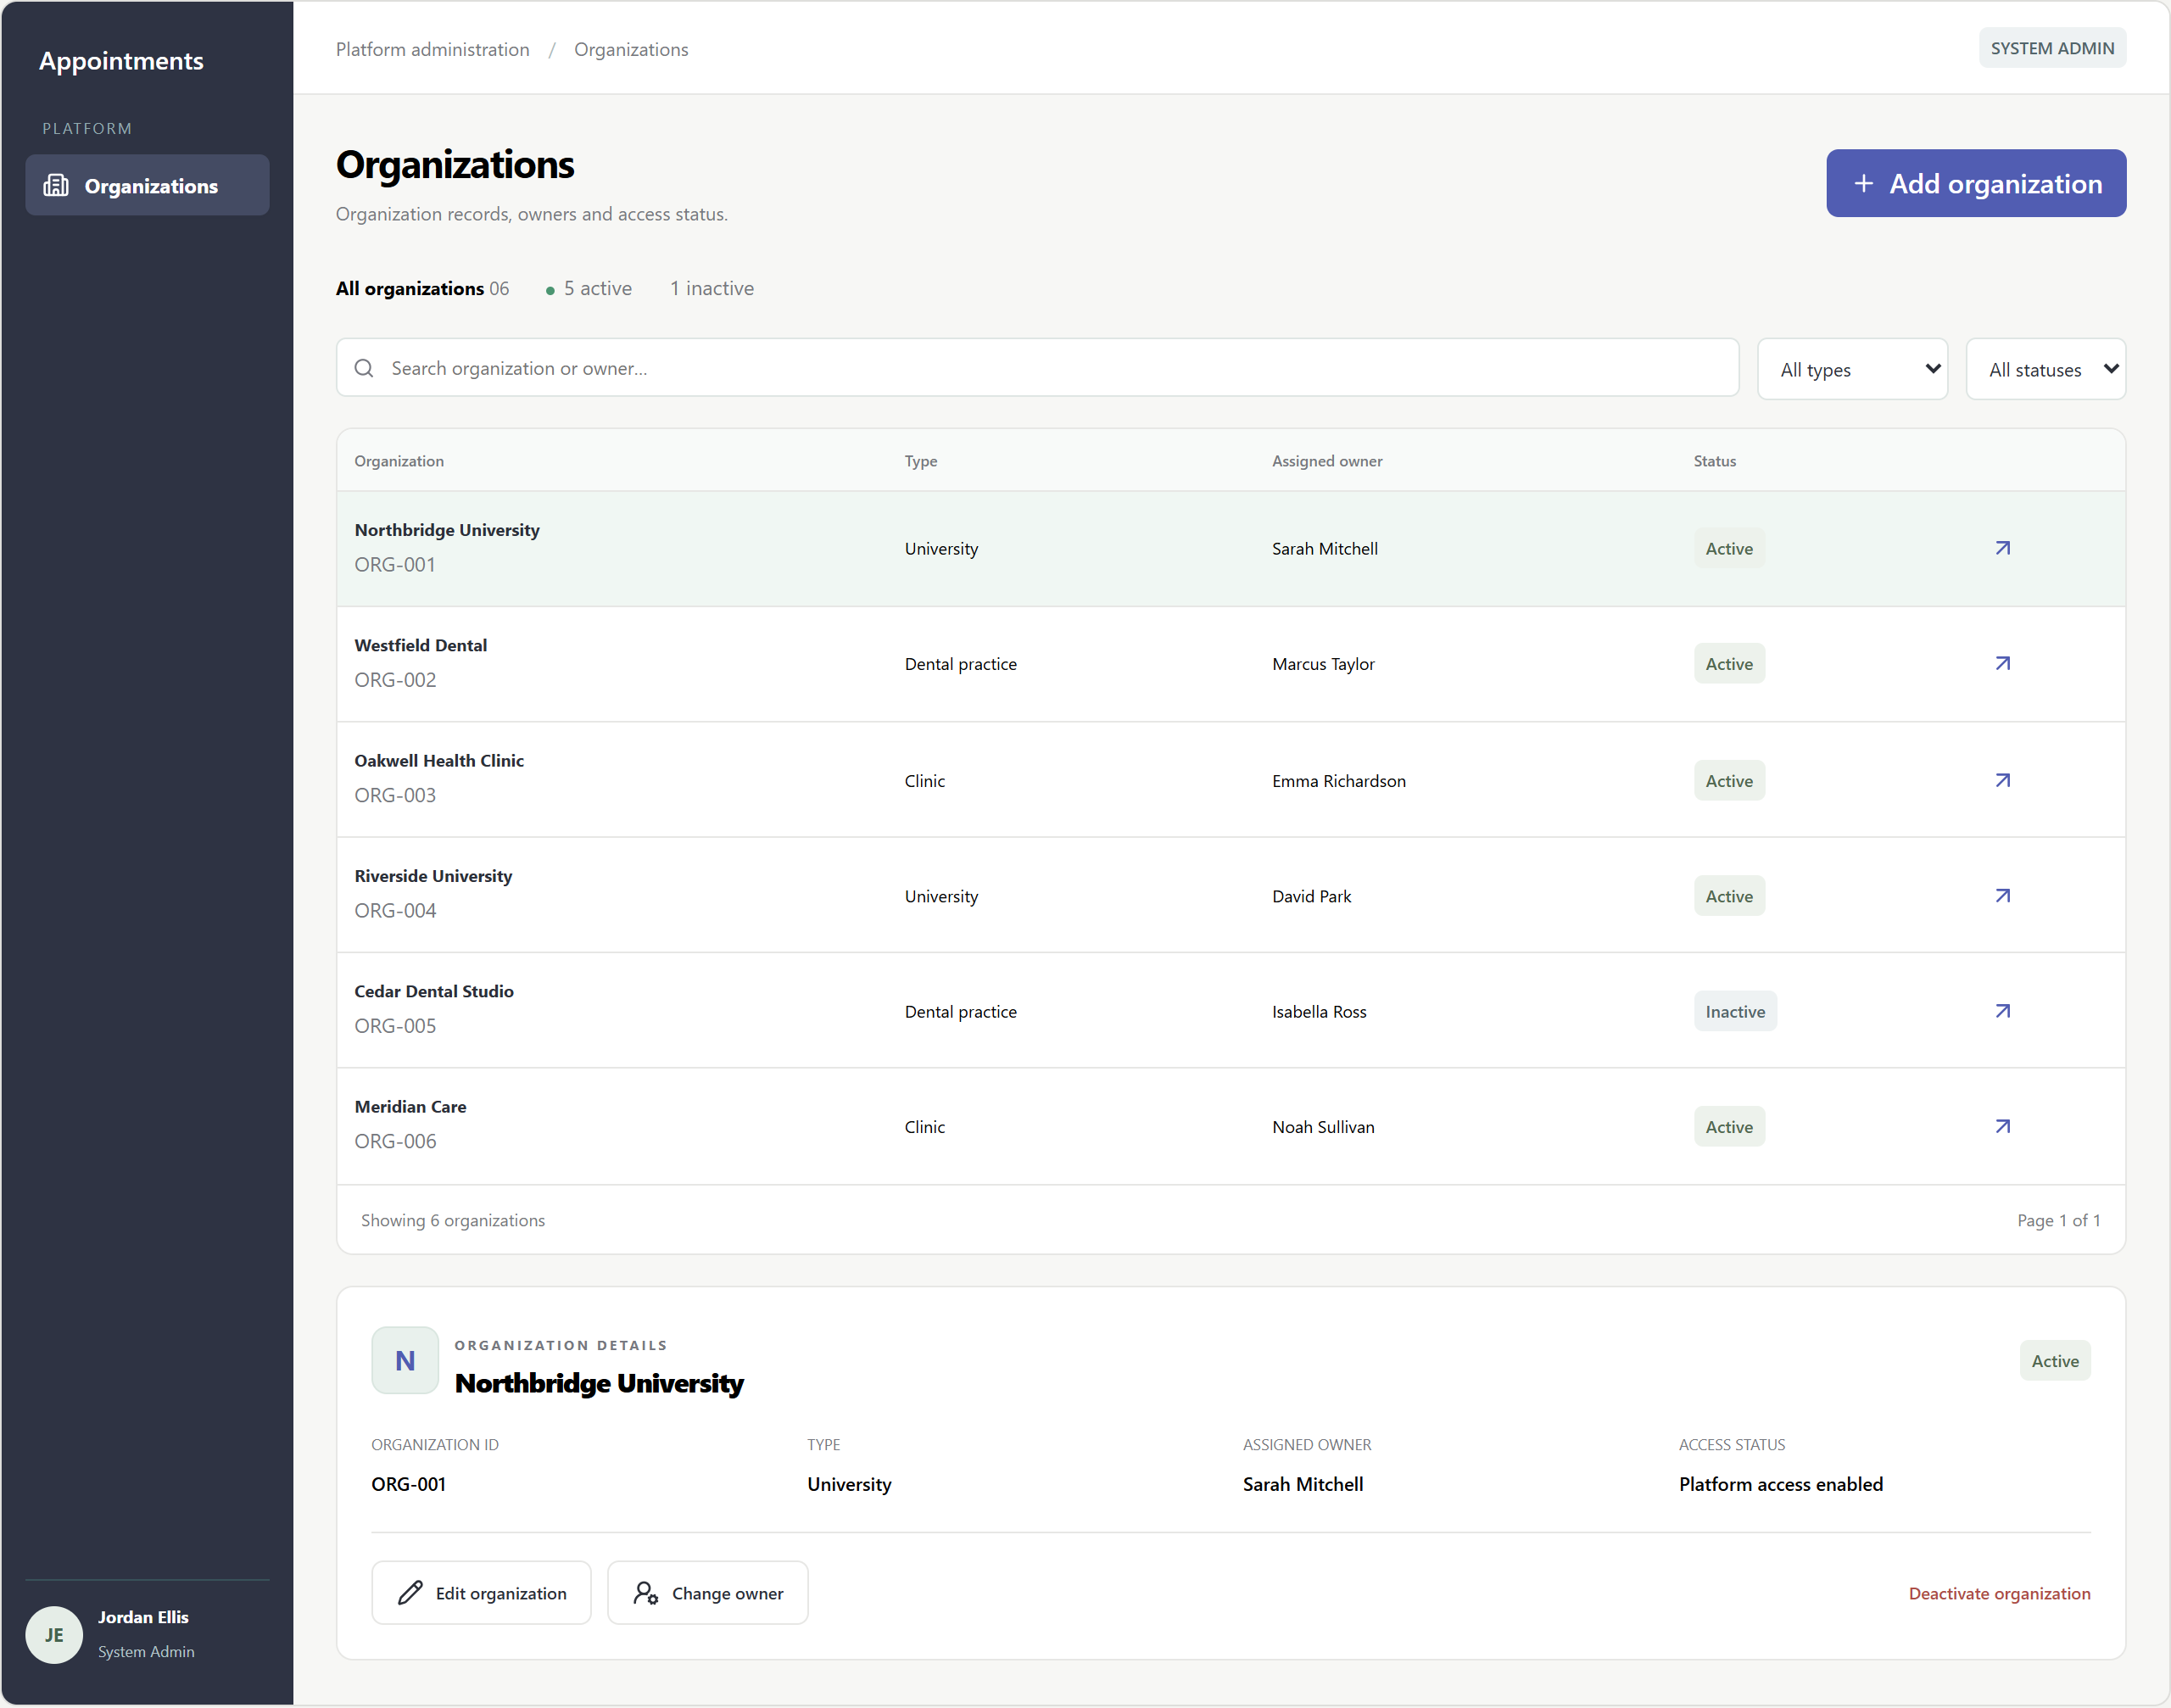 Appointments
PLATFORM
Organizations
Platform administration / Organizations
SYSTEM ADMIN
Organizations
Organization records, owners and access status.
+ Add organization
All organizations 06
5 active
1 inactive
Search organization or owner...
All types
All statuses
Organization Type Assigned owner Status
Northbridge University
ORG-001
University
Sarah Mitchell
Active
Westfield Dental
ORG-002
Dental practice
Marcus Taylor
Active
Oakwell Health Clinic
ORG-003
Clinic
Emma Richardson
Active
Riverside University
ORG-004
University
David Park
Active
Cedar Dental Studio
ORG-005
Dental practice
Isabella Ross
Inactive
Meridian Care
ORG-006
Clinic
Noah Sullivan
Active
Showing 6 organizations
Page 1 of 1
N
ORGANIZATION DETAILS
Northbridge University
Active
ORGANIZATION ID
ORG-001
TYPE
University
ASSIGNED OWNER
Sarah Mitchell
ACCESS STATUS
Platform access enabled
Edit organization
Change owner
Deactivate organization
JE
Jordan Ellis
System Admin